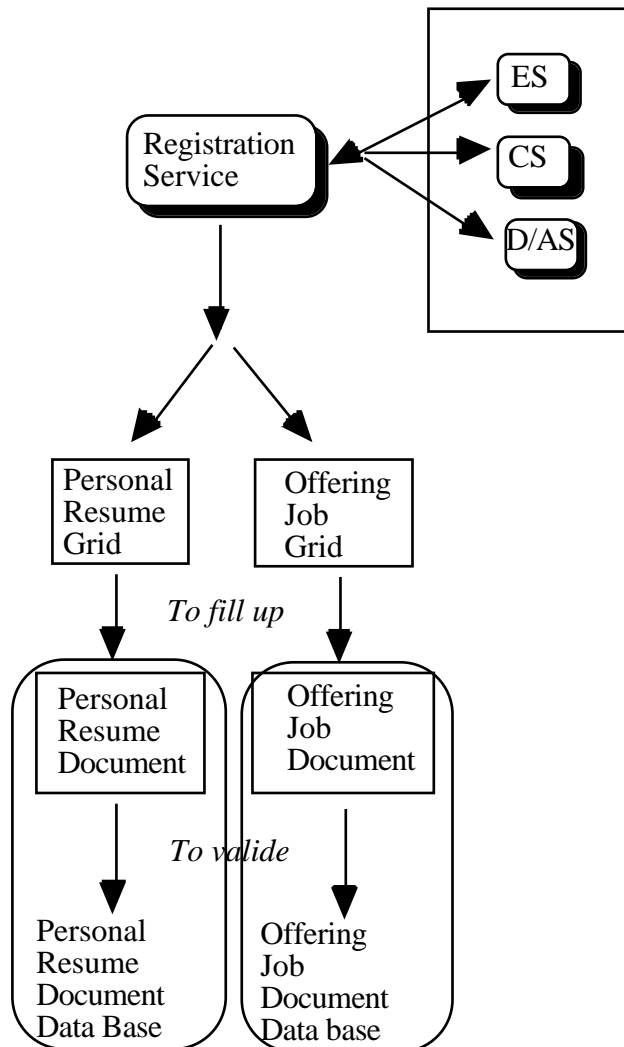 ES
Registration
Service
CS
D/AS
Personal
Resume
Grid
Offering
Job
Grid
To fill up
Personal
Resume
Document
Offering
Job
Document
To valide
Personal
Resume
Document
Data Base
Offering
Job
Document
Data base